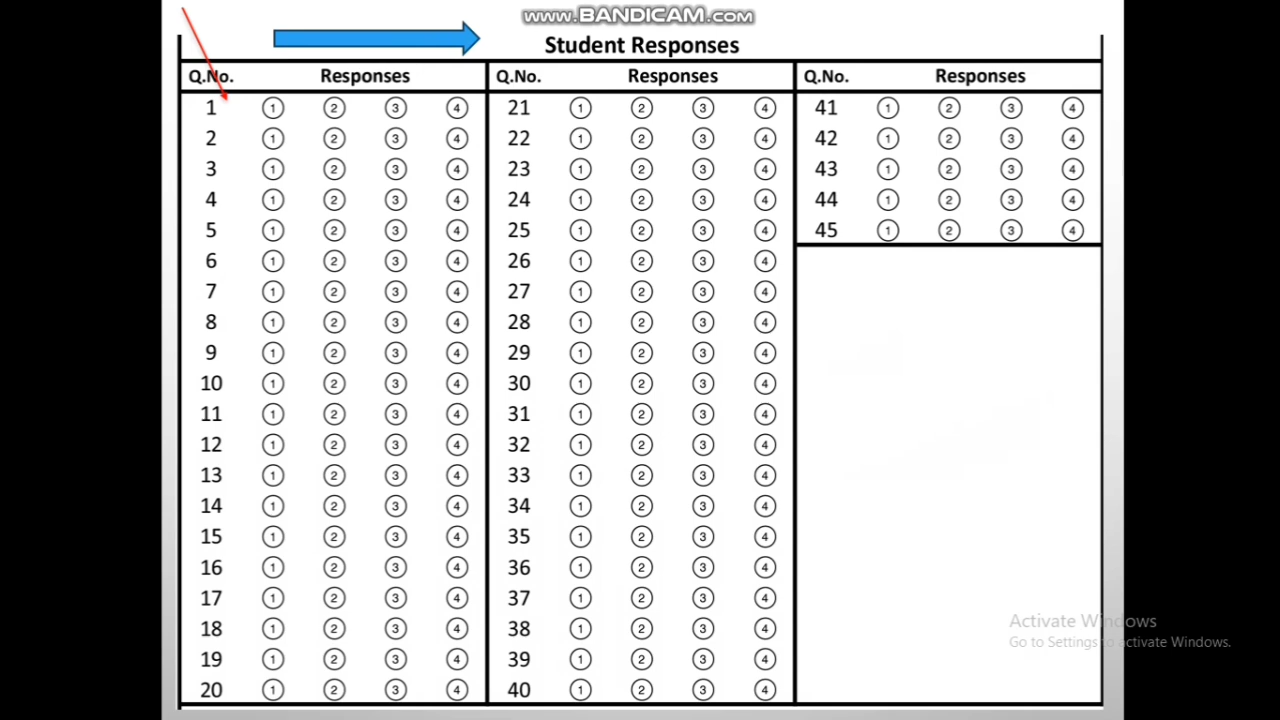 www.BANDICAM.com
Student Responses
Q.No. Responses Q.No. Responses Q.No. Responses
1 1 2 3 4 21 1 2 3 4 41 1 2 3 4
2 1 2 3 4 22 1 2 3 4 42 1 2 3 4
3 1 2 3 4 23 1 2 3 4 43 1 2 3 4
4 1 2 3 4 24 1 2 3 4 44 1 2 3 4
5 1 2 3 4 25 1 2 3 4 45 1 2 3 4
6 1 2 3 4 26 1 2 3 4
7 1 2 3 4 27 1 2 3 4
8 1 2 3 4 28 1 2 3 4
9 1 2 3 4 29 1 2 3 4
10 1 2 3 4 30 1 2 3 4
11 1 2 3 4 31 1 2 3 4
12 1 2 3 4 32 1 2 3 4
13 1 2 3 4 33 1 2 3 4
14 1 2 3 4 34 1 2 3 4
15 1 2 3 4 35 1 2 3 4
16 1 2 3 4 36 1 2 3 4
17 1 2 3 4 37 1 2 3 4
18 1 2 3 4 38 1 2 3 4
19 1 2 3 4 39 1 2 3 4
20 1 2 3 4 40 1 2 3 4
Activate Windows
Go to Settings to activate Windows.